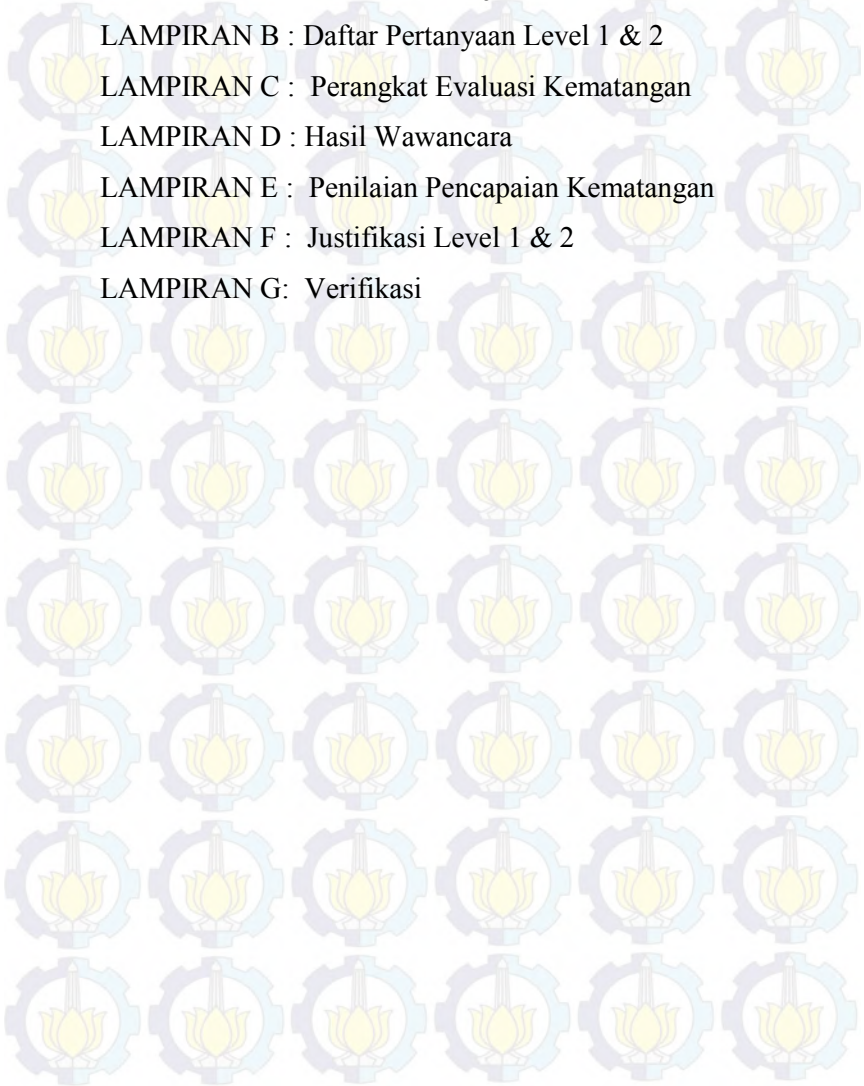 LAMPIRAN B : Daftar Pertanyaan Level 1 & 2
LAMPIRAN C : Perangkat Evaluasi Kematangan
LAMPIRAN D : Hasil Wawancara
LAMPIRAN E : Penilaian Pencapaian Kematangan
LAMPIRAN F : Justifikasi Level 1 & 2
LAMPIRAN G: Verifikasi